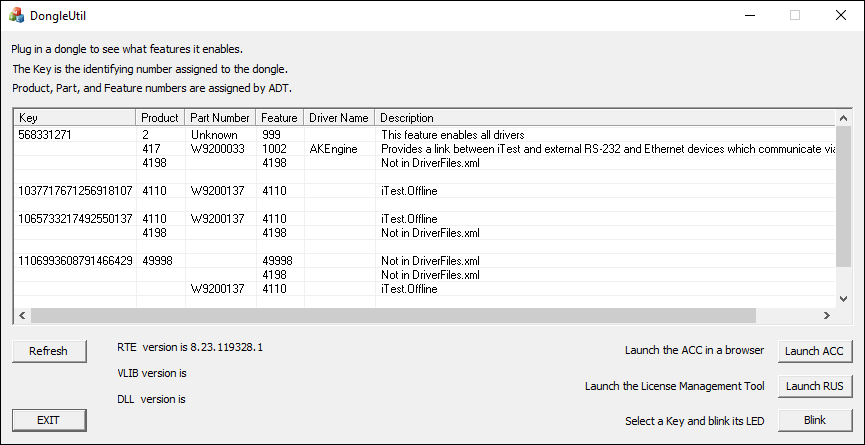 DongleUtil
Plug in a dongle to see what features it enables.
The Key is the identifying number assigned to the dongle.
Product, Part, and Feature numbers are assigned by ADT.
Key Product Part Number Feature Driver Name Description
568331271 2 Unknown 999 This feature enables all drivers
417 W9200033 1002 AKEngine Provides a link between iTest and external RS-232 and Ethernet devices which communicate via
4198 4198 Not in DriverFiles.xml
1037717671256918107 4110 W9200137 4110 iTest.Offline
1065733217492550137 4110 W9200137 4110 iTest.Offline
4198 4198 Not in DriverFiles.xml
1106993608791466429 49998 49998 Not in DriverFiles.xml
4198 Not in DriverFiles.xml
W9200137 4110 iTest.Offline
Refresh RTE version is 8.23.119328.1 Launch the ACC in a browser Launch ACC
VLIB version is Launch the License Management Tool Launch RUS
DLL version is
EXIT Select a Key and blink its LED Blink